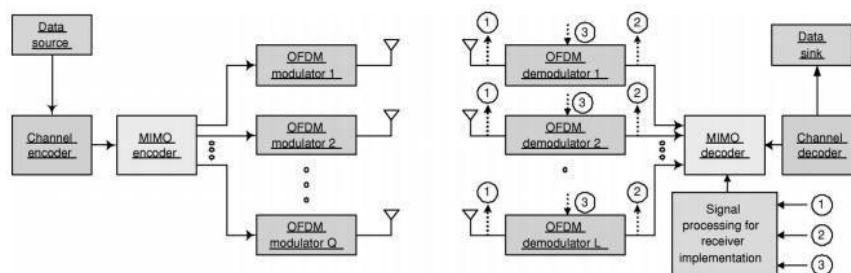 Data
source
Channel
encoder
MIMO
encoder
OFDM
modulator 1
OFDM
modulator 2
OFDM
modulator Q
1
3
2
OFDM
demodulator 1
1
3
2
OFDM
demodulator 2
1
3
2
OFDM
demodulator L
MIMO
decoder
Channel
decoder
Data
sink
Signal
processing for
receiver
implementation
1
2
3